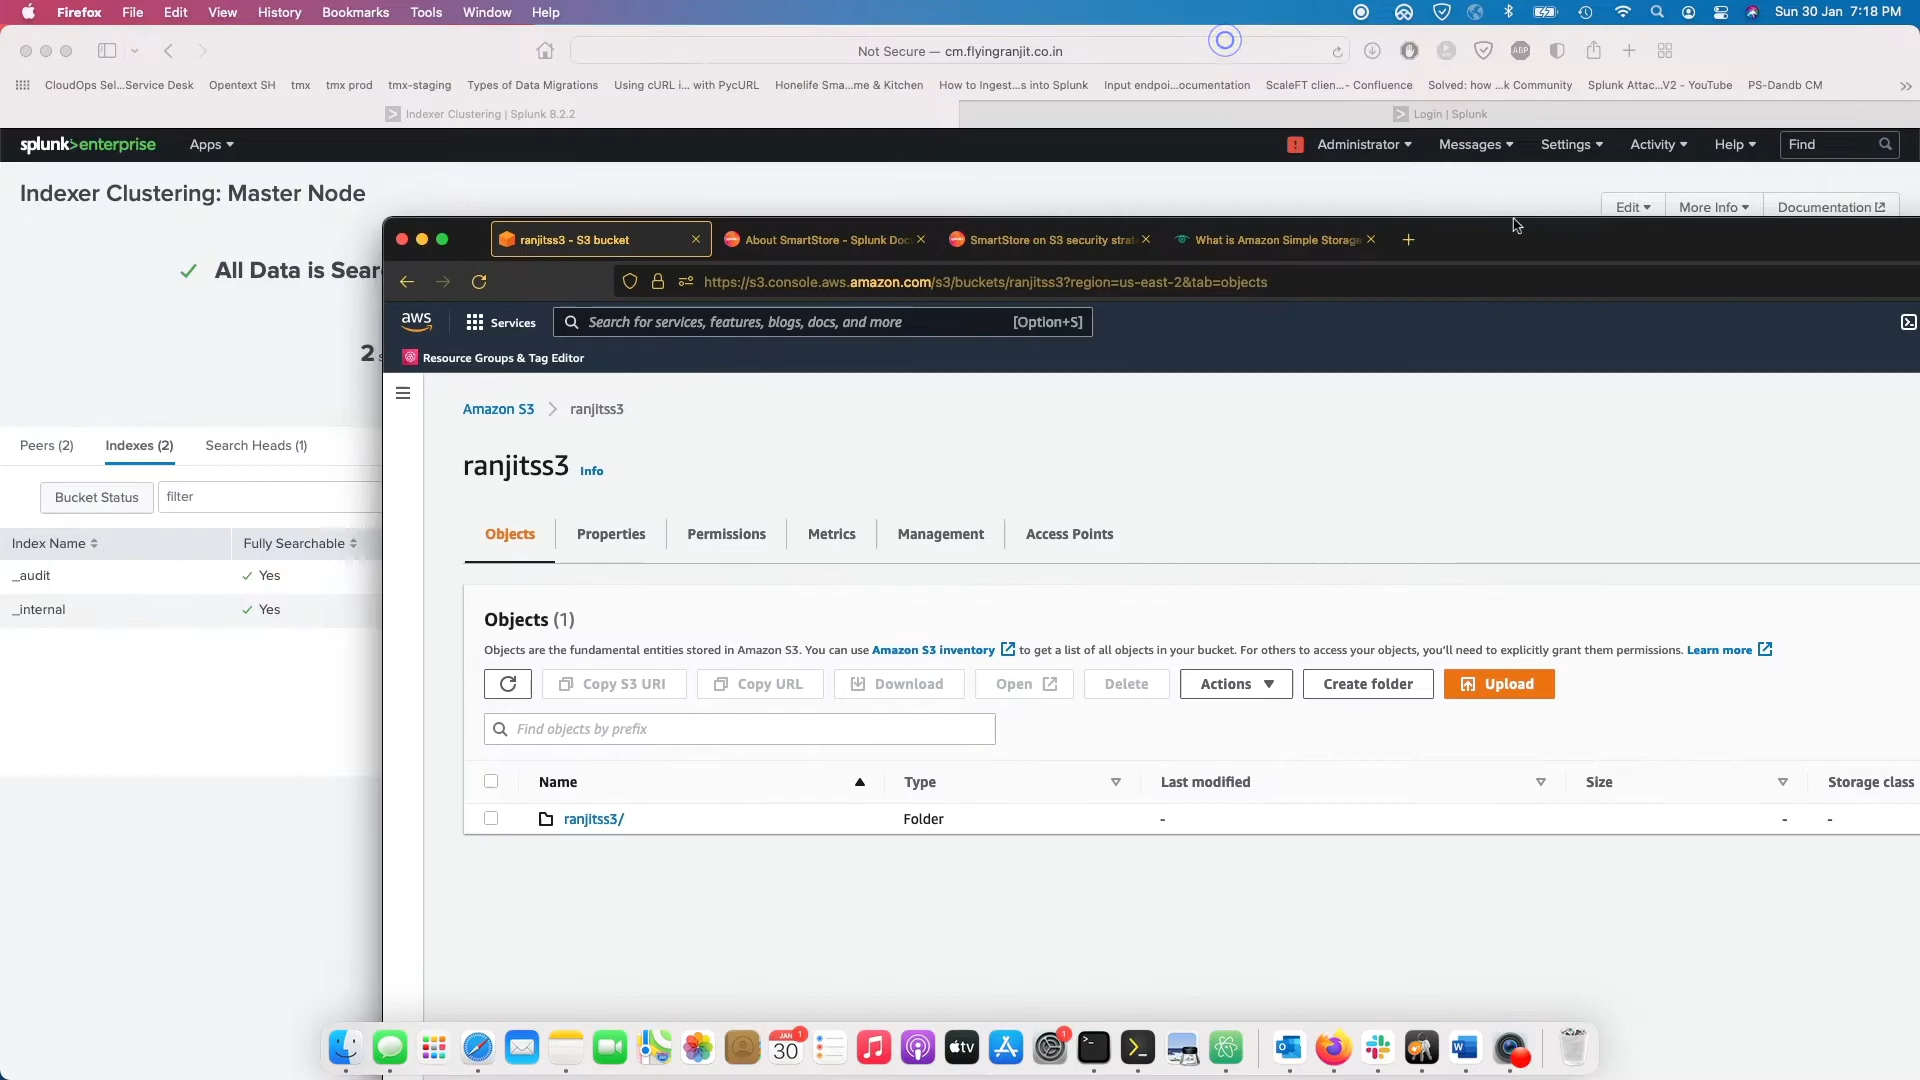 Firefox File Edit View History Bookmarks Tools Window Help Sun 30 Jan 7:18 PM
Not Secure — cm.flyingranjit.co.in
CloudOps Sel...Service Desk Opentext SH tmx tmx prod tmx-staging Types of Data Migrations Using cURL i... with PycURL Honelife Sma...me & Kitchen How to Ingest...s into Splunk Input endpoi...ocumentation ScaleFT clien...- Confluence Solved: how ...k Community Splunk Attac...V2 - YouTube PS-Dandb CM
Indexer Clustering | Splunk 8.2.2 Login | Splunk
splunk>enterprise Apps Administrator Messages Settings Activity Help Find
Indexer Clustering: Master Node
Edit More Info Documentation
ranjitss3 - S3 bucket About SmartStore - Splunk Doc SmartStore on S3 security strat What is Amazon Simple Storage
All Data is Sear
https://s3.console.aws.amazon.com/s3/buckets/ranjitss3?region=us-east-2&tab=objects
aws Services Search for services, features, blogs, docs, and more [Option+S]
2 s
Resource Groups & Tag Editor
Amazon S3 ranjitss3
Peers (2) Indexes (2) Search Heads (1)
ranjitss3 Info
Bucket Status filter
Objects Properties Permissions Metrics Management Access Points
Index Name Fully Searchable
_audit Yes
_internal Yes
Objects (1)
Objects are the fundamental entities stored in Amazon S3. You can use Amazon S3 inventory to get a list of all objects in your bucket. For others to access your objects, you'll need to explicitly grant them permissions. Learn more
Copy S3 URI Copy URL Download Open Delete Actions Create folder Upload
Find objects by prefix
Name Type Last modified Size Storage class
ranjitss3/ Folder - - -
JAN 1 30 tv 1